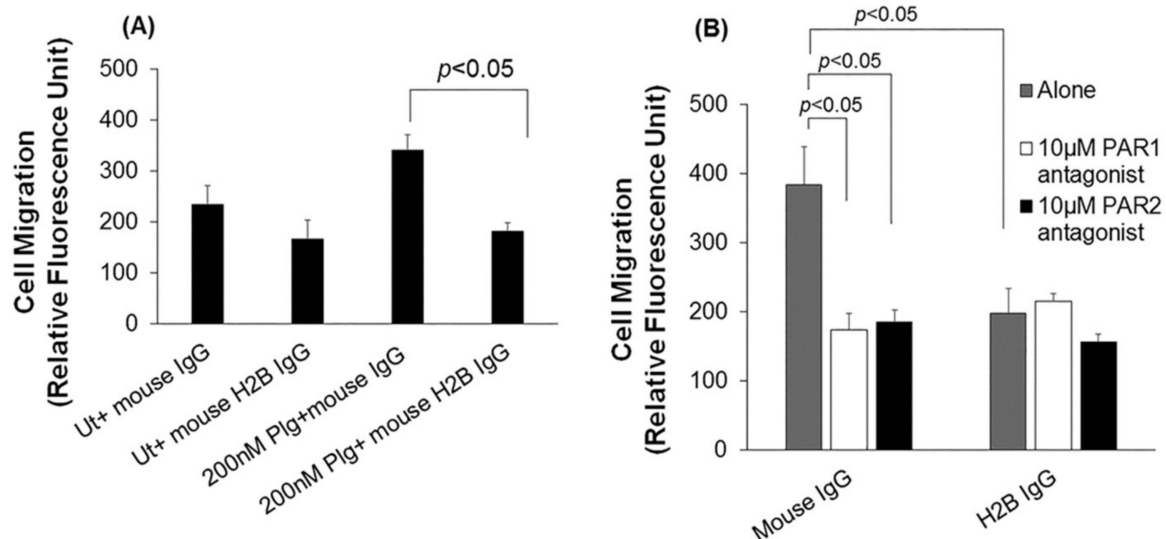 (A)
Cell Migration
(Relative Fluorescence Unit)
500
400
300
200
100
0
p<0.05
Ut+ mouse IgG
Ut+ mouse H2B IgG
200nM Plg+mouse IgG
200nM Plg+ mouse H2B IgG
(B)
Cell Migration
(Relative Fluorescence Unit)
500
400
300
200
100
0
p<0.05
p<0.05
p<0.05
Alone
10µM PAR1
antagonist
10µM PAR2
antagonist
Mouse IgG
H2B IgG